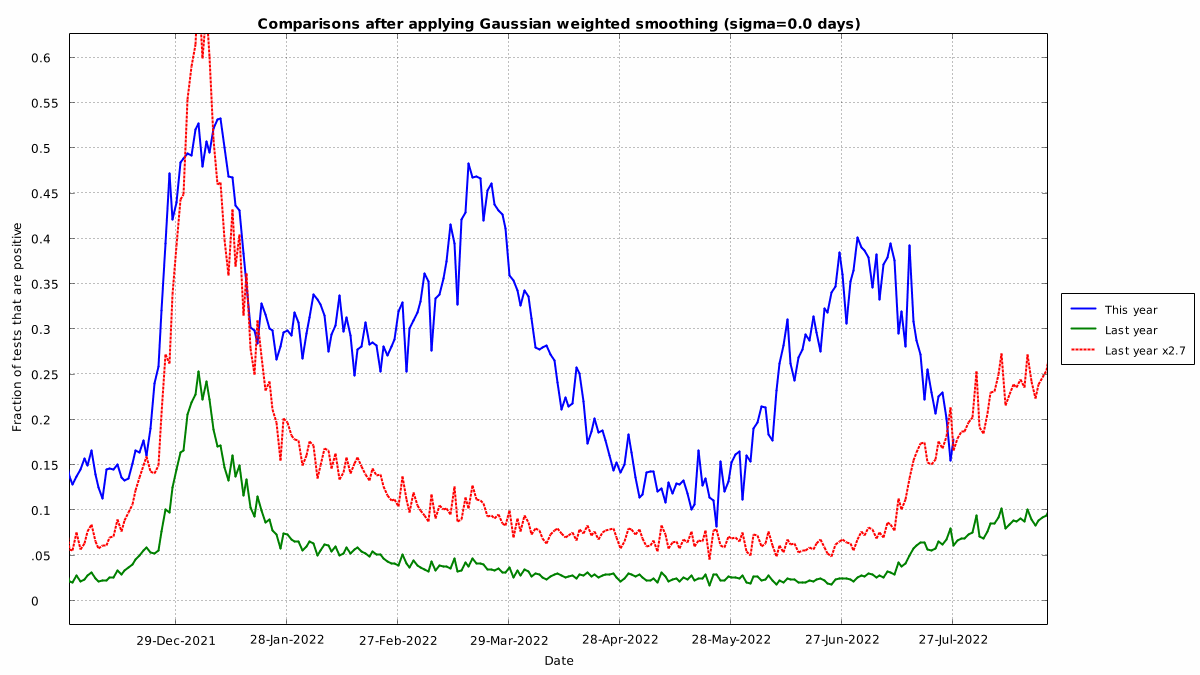 Comparisons after applying Gaussian weighted smoothing (sigma=0.0 days)
Fraction of tests that are positive
0.6
0.55
0.5
0.45
0.4
0.35
0.3
0.25
0.2
0.15
0.1
.05
0
29-Dec-2021
28-Jan-2022
27-Feb-2022
29-Mar-2022
28-Apr-2022
28-May-2022
27-Jun-2022
27-Jul-2022
Date
This year
Last year
Last year x2.7